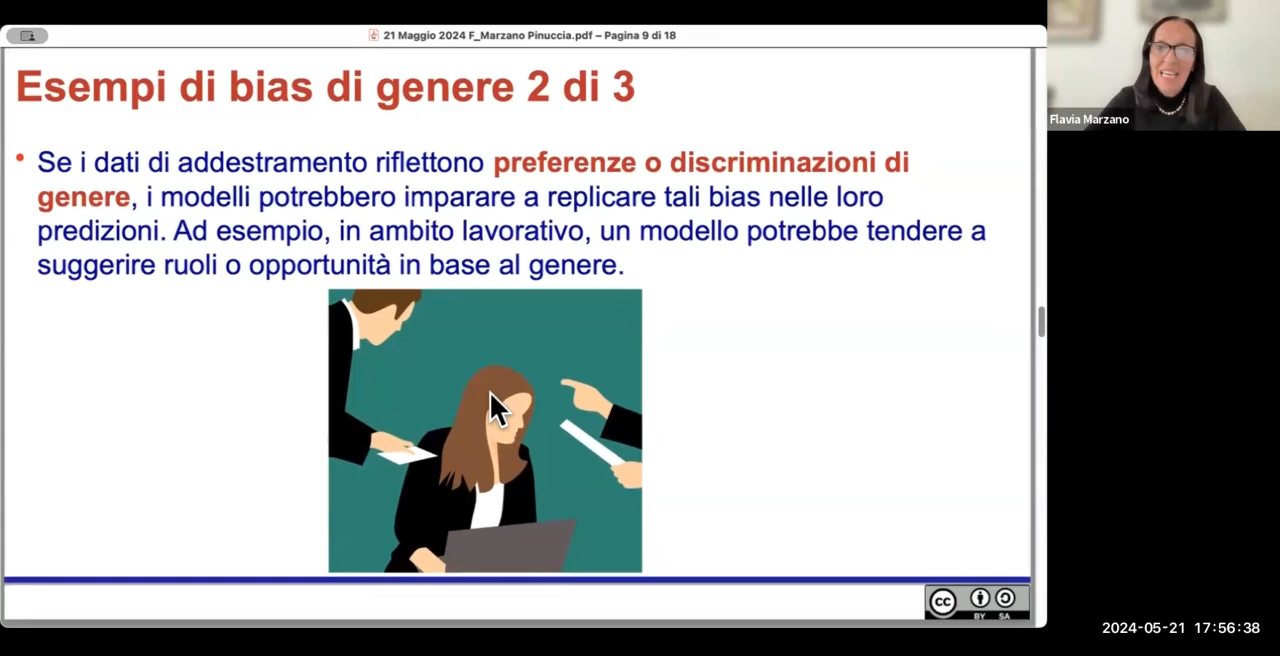 21 Maggio 2024 F_Marzano Pinuccia.pdf – Pagina 9 di 18
Esempi di bias di genere 2 di 3
• Se i dati di addestramento riflettono preferenze o discriminazioni di
genere, i modelli potrebbero imparare a replicare tali bias nelle loro
predizioni. Ad esempio, in ambito lavorativo, un modello potrebbe tendere a
suggerire ruoli o opportunità in base al genere.
cc
BY SA
Flavia Marzano
2024-05-21 17:56:38